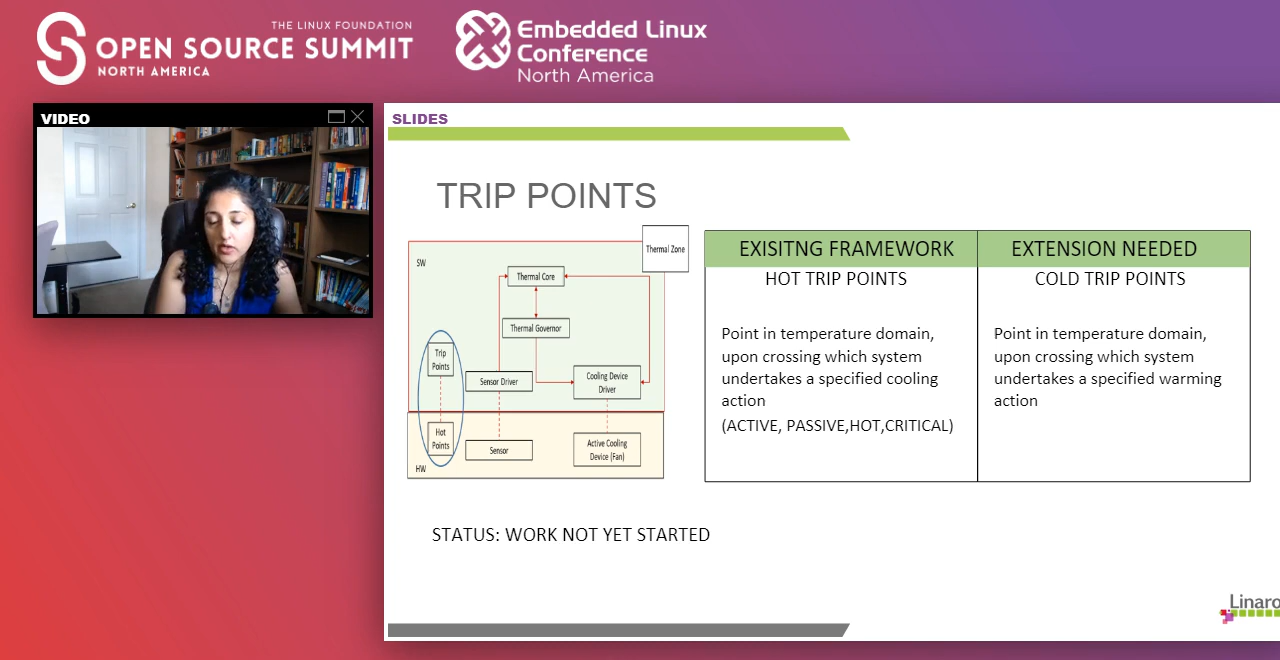 THE LINUX FOUNDATION
OPEN SOURCE SUMMIT
NORTH AMERICA
Embedded Linux
Conference
North America
VIDEO
SLIDES
TRIP POINTS
Thermal Zone
SW
Thermal Core
Thermal Governor
Trip
Points
Sensor Driver
Cooling Device
Driver
Hot
Points
Sensor
Active Cooling
Device (Fan)
HW
EXISITNG FRAMEWORK
HOT TRIP POINTS
Point in temperature domain,
upon crossing which system
undertakes a specified cooling
action
(ACTIVE, PASSIVE,HOT,CRITICAL)
EXTENSION NEEDED
COLD TRIP POINTS
Point in temperature domain,
upon crossing which system
undertakes a specified warming
action
STATUS: WORK NOT YET STARTED
Linaro